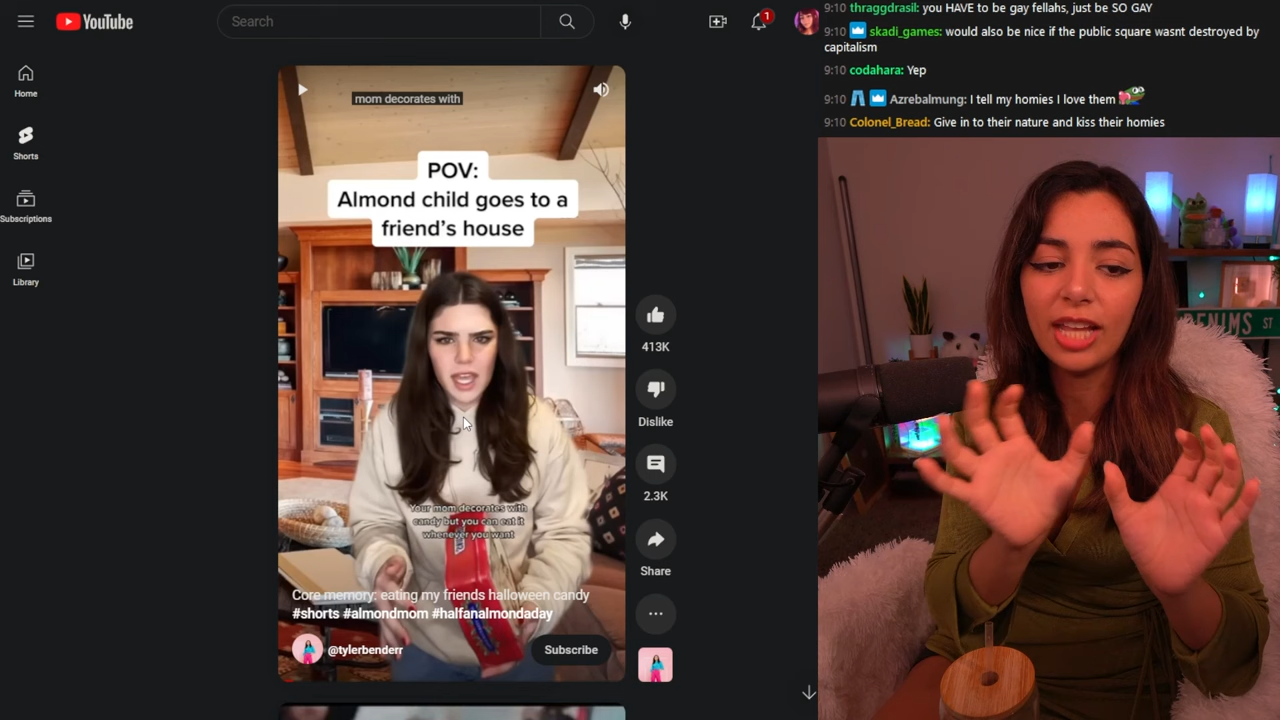 YouTube
Search
1
Home
Shorts
Subscriptions
Library
mom decorates with
POV:
Almond child goes to a
friend's house
Your mom decorates with
candy but you can eat it
whenever you want
Core memory: eating my friends halloween candy
#shorts #almondmom #halfanalmondaday
@tylerbenderr
Subscribe
413K
Dislike
2.3K
Share
9:10 thraggdrasil: you HAVE to be gay fellahs, just be SO GAY
9:10 skadi_games: would also be nice if the public square wasnt destroyed by
capitalism
9:10 codahara: Yep
9:10 Azrebalmung: I tell my homies I love them
9:10 Colonel_Bread: Give in to their nature and kiss their homies
DENIMS ST